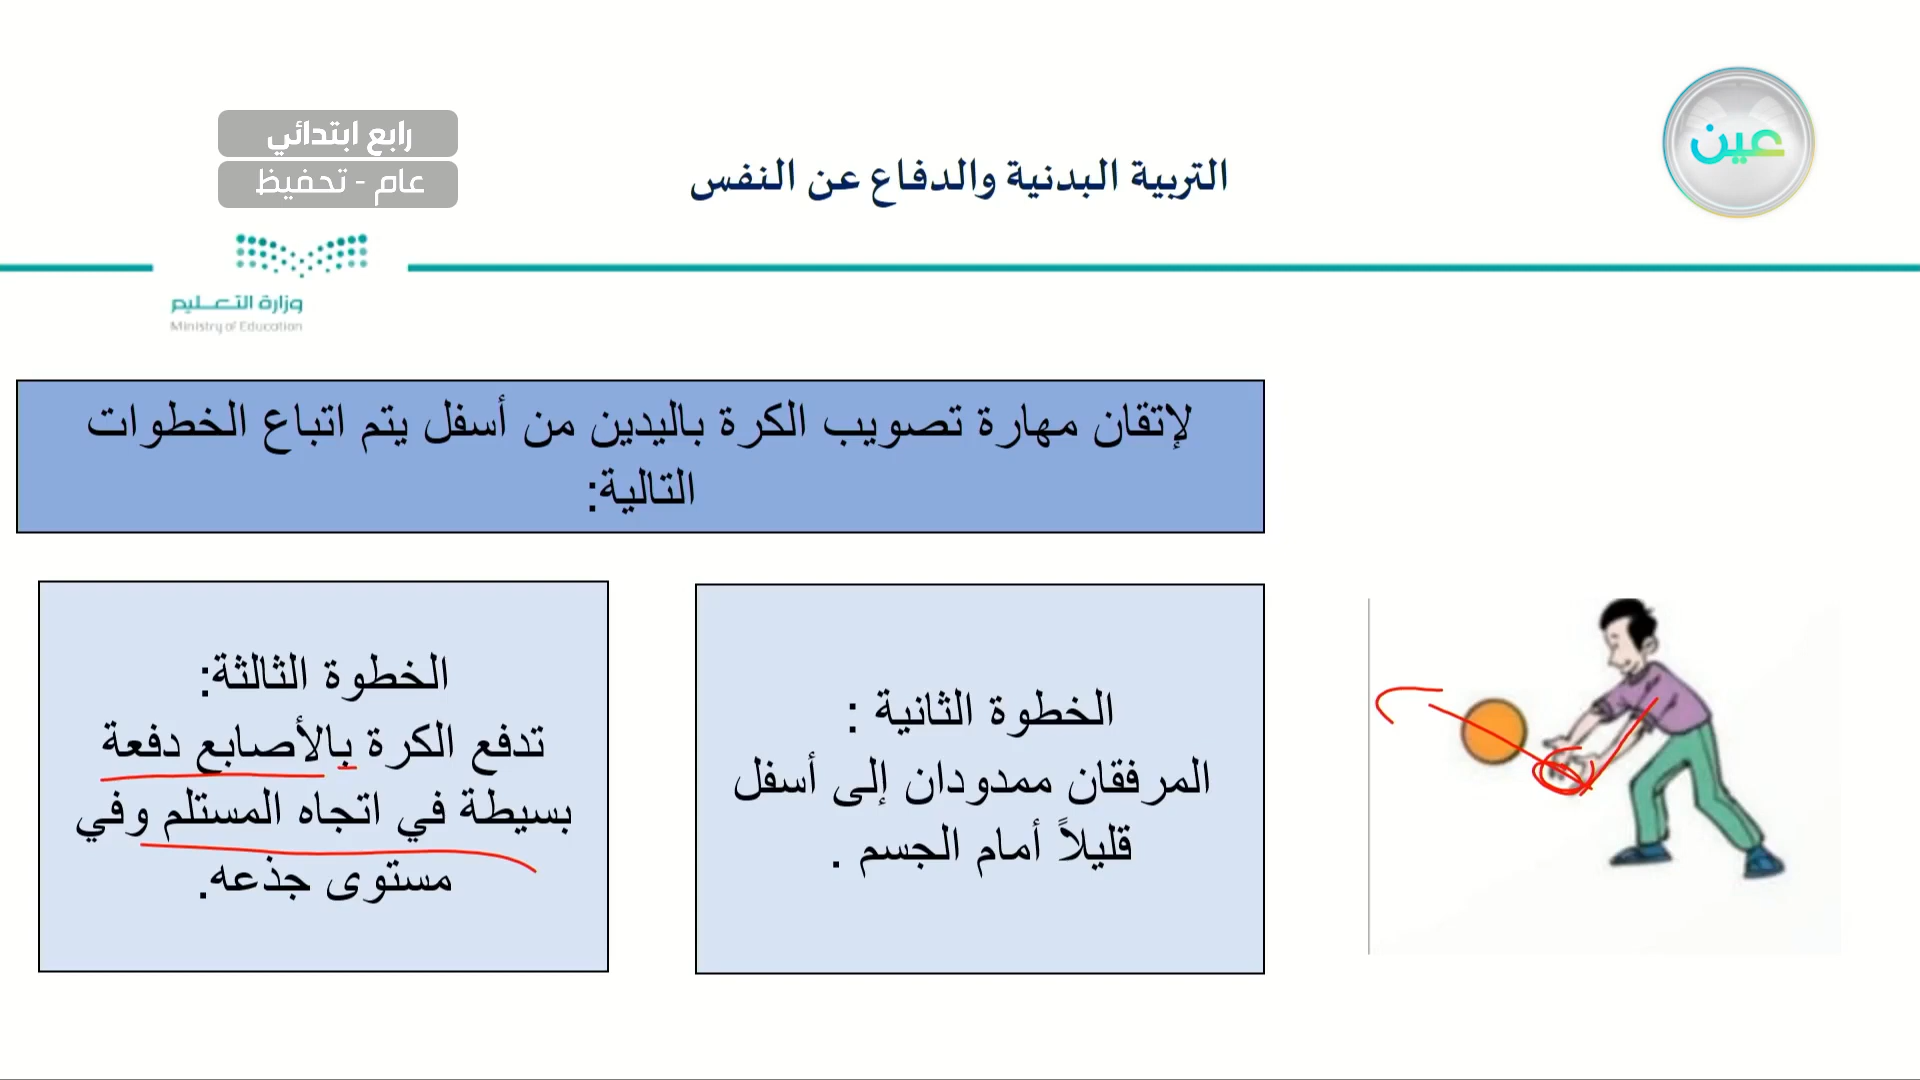 رابع ابتدائي
عام - تحفيظ
التربية البدنية والدفاع عن النفس
عين
وزارة التعليم
Ministry of Education
لإتقان مهارة تصويب الكرة باليدين من أسفل يتم اتباع الخطوات
التالية:
الخطوة الثانية :
المرفقان ممدودان إلى أسفل
قليلاً أمام الجسم .
الخطوة الثالثة:
تدفع الكرة بالأصابع دفعة
بسيطة في اتجاه المستلم وفي
مستوى جذعه.